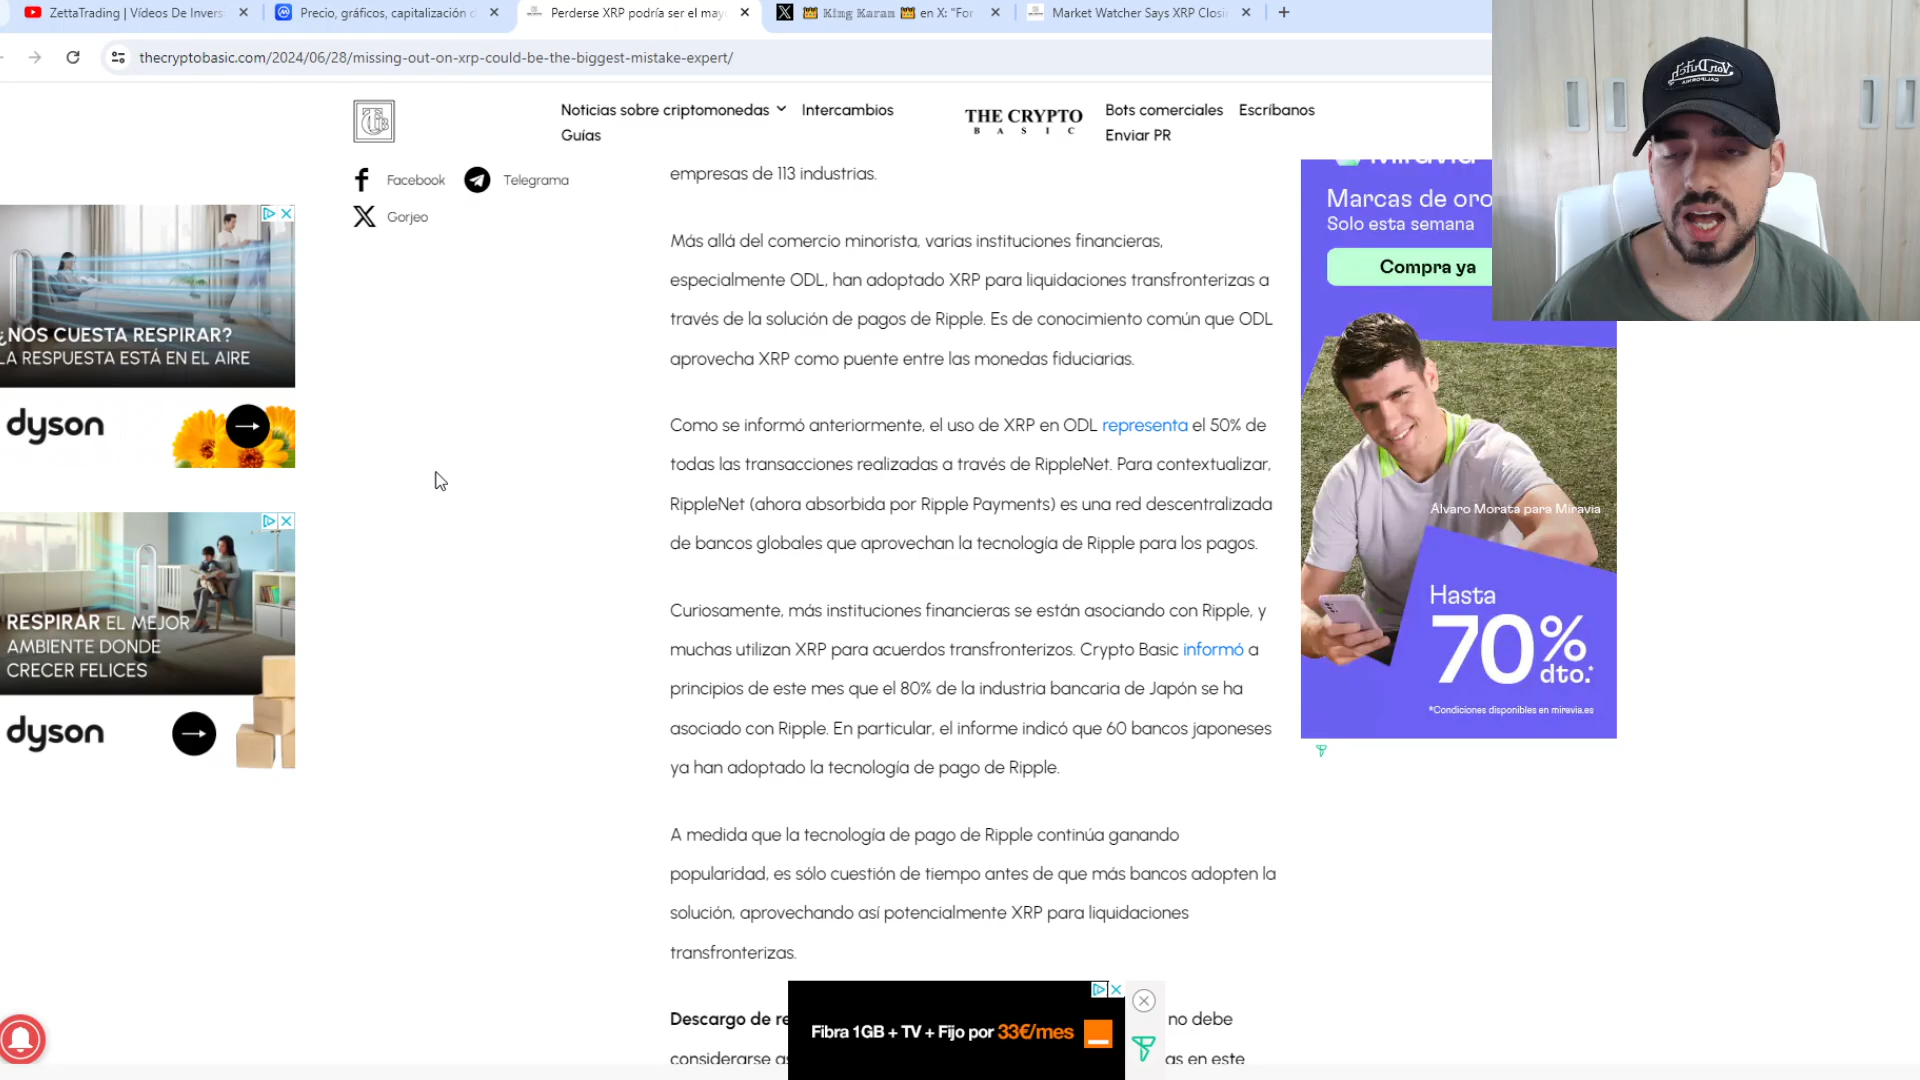 ZettaTrading | Vídeos De Invers
Precio, gráficos, capitalización d
Perderse XRP podría ser el may
King Karam en X: "For
Market Watcher Says XRP Closi
thecryptobasic.com/2024/06/28/missing-out-on-xrp-could-be-the-biggest-mistake-expert/
Noticias sobre criptomonedas
Intercambios
Guías
THE CRYPTO
BASIC
Bots comerciales
Escríbanos
Enviar PR
Facebook
Telegrama
Gorjeo
empresas de 113 industrias.
Más allá del comercio minorista, varias instituciones financieras,
especialmente ODL, han adoptado XRP para liquidaciones transfronterizas a
través de la solución de pagos de Ripple. Es de conocimiento común que ODL
aprovecha XRP como puente entre las monedas fiduciarias.
Como se informó anteriormente, el uso de XRP en ODL representa el 50% de
todas las transacciones realizadas a través de RippleNet. Para contextualizar,
RippleNet (ahora absorbida por Ripple Payments) es una red descentralizada
de bancos globales que aprovechan la tecnología de Ripple para los pagos.
Curiosamente, más instituciones financieras se están asociando con Ripple, y
muchas utilizan XRP para acuerdos transfronterizos. Crypto Basic informó a
principios de este mes que el 80% de la industria bancaria de Japón se ha
asociado con Ripple. En particular, el informe indicó que 60 bancos japoneses
ya han adoptado la tecnología de pago de Ripple.
A medida que la tecnología de pago de Ripple continúa ganando
popularidad, es sólo cuestión de tiempo antes de que más bancos adopten la
solución, aprovechando así potencialmente XRP para liquidaciones
transfronterizas.
Descargo de re
no debe
considerarse as
as en este
¿NOS CUESTA RESPIRAR?
LA RESPUESTA ESTÁ EN EL AIRE
dyson
RESPIRAR EL MEJOR
AMBIENTE DONDE
CRECER FELICES
dyson
Marcas de oro
Solo esta semana
Compra ya
Álvaro Morata para Miravia
Hasta
70%
dto.*
*Condiciones disponibles en miravia.es
Fibra 1GB + TV + Fijo por 33€/mes
Von Dutch